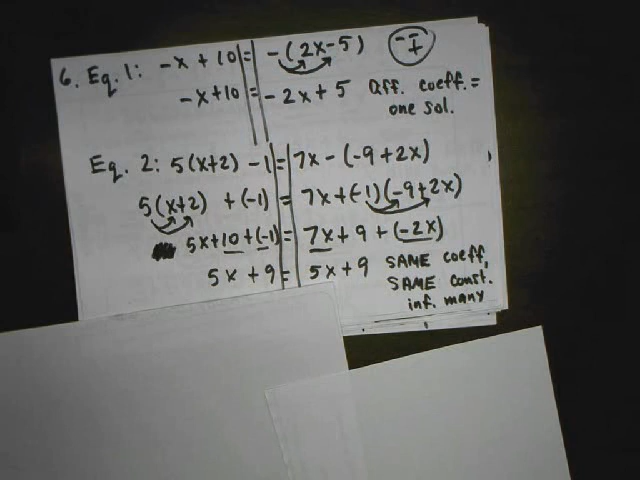 6. Eq. 1: -x + 10 = -(2x-5)
-x+10 = -2x + 5 Diff. coeff. =
one sol.
Eq. 2: 5(x+2) - 1 = 7x - (-9+2x)
5(x+2) + (-1) = 7x+(-1)(-9+2x)
5x+10+(-1) = 7x+9+(-2x)
5x+9 = 5x+9 SAME coeff,
SAME const.
inf. many